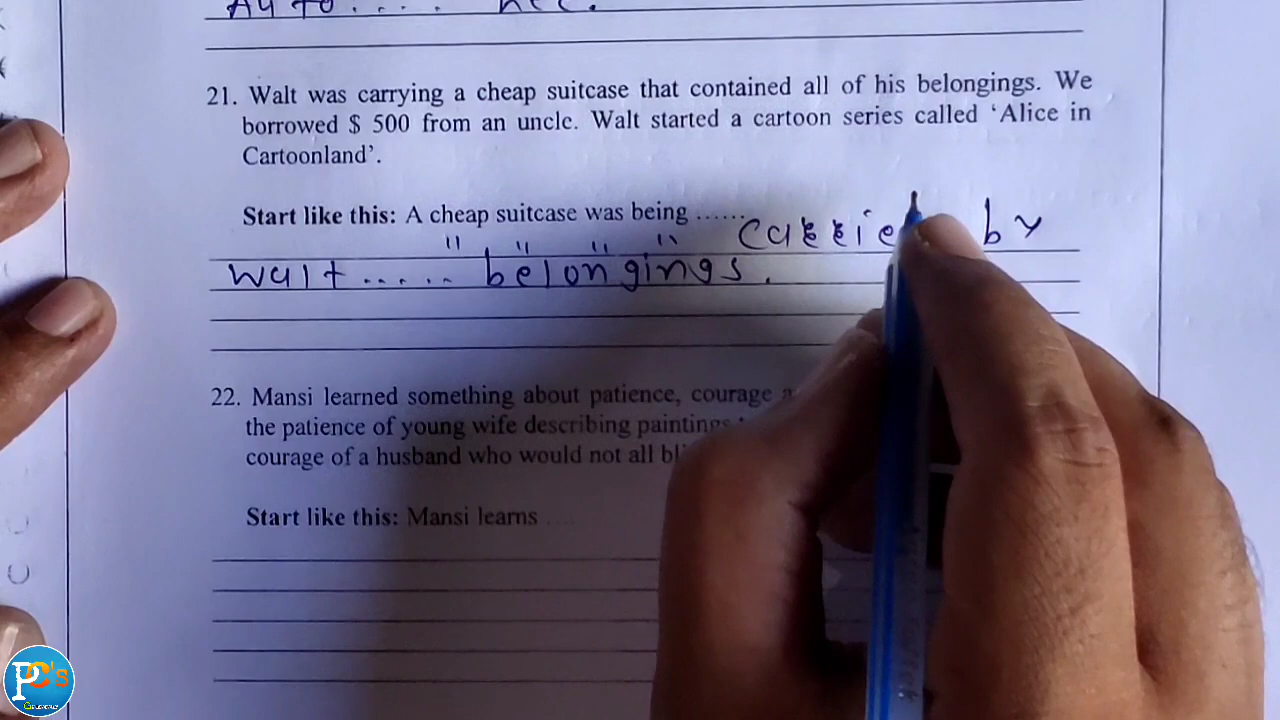 21. Walt was carrying a cheap suitcase that contained all of his belongings. We
borrowed $ 500 from an uncle. Walt started a cartoon series called ‘Alice in
Cartoonland’.
Start like this: A cheap suitcase was being ...... carrie by
Walt ..... belongings.
22. Mansi learned something about patience, courage
the patience of young wife describing paintings
courage of a husband who would not all
Start like this: Mansi learns ....
PC's